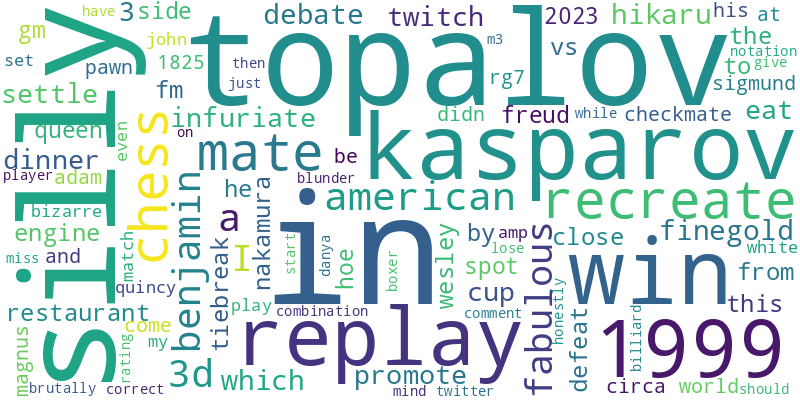 have
3
side
debate
twitch
2023
hikaru
his
at
gm
john
1825
topalov
vs
the
notation
to
give
set
then
m3
pawn
just
fm
rg7
sigmund
settle
silly
infuriate
didn
freud
while
checkmate
eat
queen
even
on
chess
kasparov
dinner
mate
be
player
adam
blunder
american
recreate
bizarre
benjamin
he
nakamura
a
in
engine
I
by
amp
fabulous
close
finegold
match
tiebreak
start
danya
hoe
boxer
wesley
lose
white
miss
and
spot
win
from
quincy
cup
restaurant
play
combination
replay
comment
honestly
defeat
billiard
1999
this
magnus
come
my
rating
3d
which
promote
circa
world
should
brutally
correct
mind
twitter